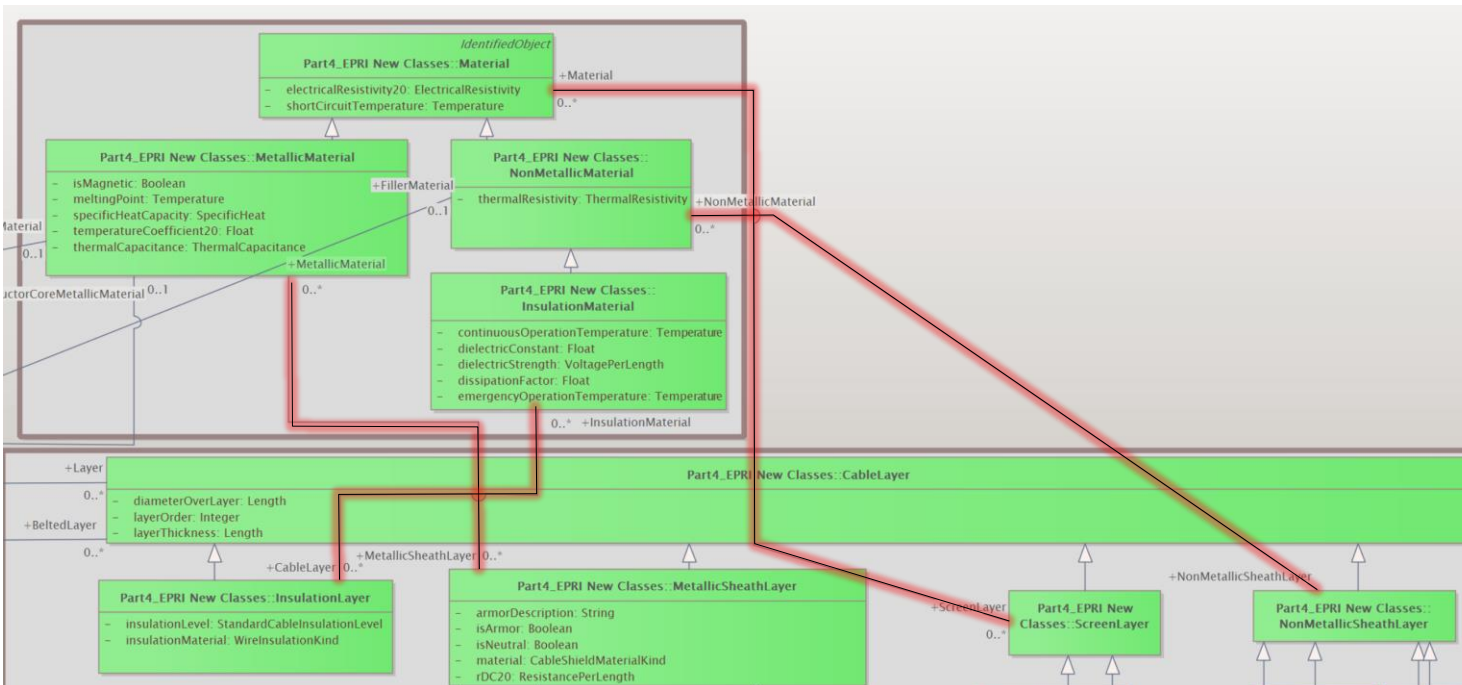 IdentifiedObject
Part4_EPRI New Classes::Material
- electricalResistivity20: ElectricalResistivity
- shortCircuitTemperature: Temperature
+Material
0..*
Part4_EPRI New Classes::MetallicMaterial
- isMagnetic: Boolean
- meltingPoint: Temperature
- specificHeatCapacity: SpecificHeat
- temperatureCoefficient20: Float
- thermalCapacitance: ThermalCapacitance
Part4_EPRI New Classes::
NonMetallicMaterial
- thermalResistivity: ThermalResistivity
+FillerMaterial
0..1
+NonMetallicMaterial
0..*
Material
0..1
+MetallicMaterial
0..*
0..1
uctorCoreMetallicMaterial
Part4_EPRI New Classes::
InsulationMaterial
- continuousOperationTemperature: Temperature
- dielectricConstant: Float
- dielectricStrength: VoltagePerLength
- dissipationFactor: Float
- emergencyOperationTemperature: Temperature
0..* +InsulationMaterial
+Layer
0..*
+BeltedLayer
0..*
Part4_EPRI New Classes::CableLayer
- diameterOverLayer: Length
- layerOrder: Integer
- layerThickness: Length
+CableLayer 0..*
+MetallicSheathLayer 0..*
+ScreenLayer
0..*
+NonMetallicSheathLayer
Part4_EPRI New Classes::InsulationLayer
- insulationLevel: StandardCableInsulationLevel
- insulationMaterial: WireInsulationKind
Part4_EPRI New Classes::MetallicSheathLayer
- armorDescription: String
- isArmor: Boolean
- isNeutral: Boolean
- material: CableShieldMaterialKind
- rDC20: ResistancePerLength
Part4_EPRI New
Classes::ScreenLayer
Part4_EPRI New Classes::
NonMetallicSheathLayer